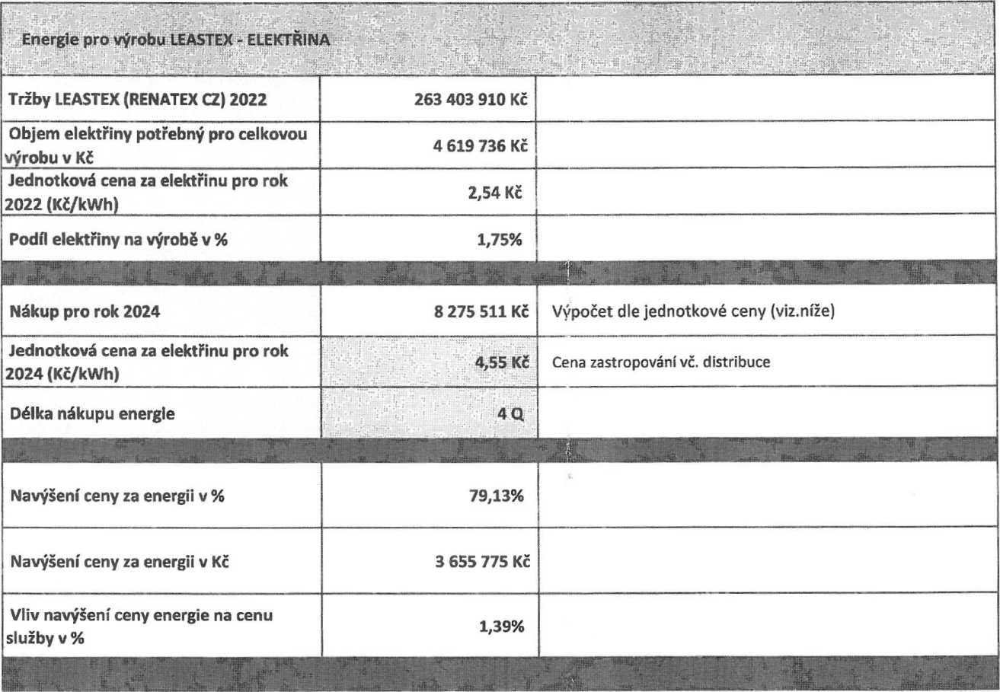 Energie pro výrobu LEASTEX - ELEKTŘINA
Tržby LEASTEX (RENATEX CZ) 2022
263 403 910 Kč
Objem elektřiny potřebný pro celkovou
výrobu v Kč
4 619 736 Kč
Jednotková cena za elektřinu pro rok
2022 (Kč/kWh)
2,54 Kč
Podíl elektřiny na výrobě v %
1,75%
Nákup pro rok 2024
8 275 511 Kč
Výpočet dle jednotkové ceny (viz.níže)
Jednotková cena za elektřinu pro rok
2024 (Kč/kWh)
4,55 Kč
Cena zastropování vč. distribuce
Délka nákupu energie
4 Q
Navýšení ceny za energii v %
79,13%
Navýšení ceny za energii v Kč
3 655 775 Kč
Vliv navýšení ceny energie na cenu
služby v %
1,39%